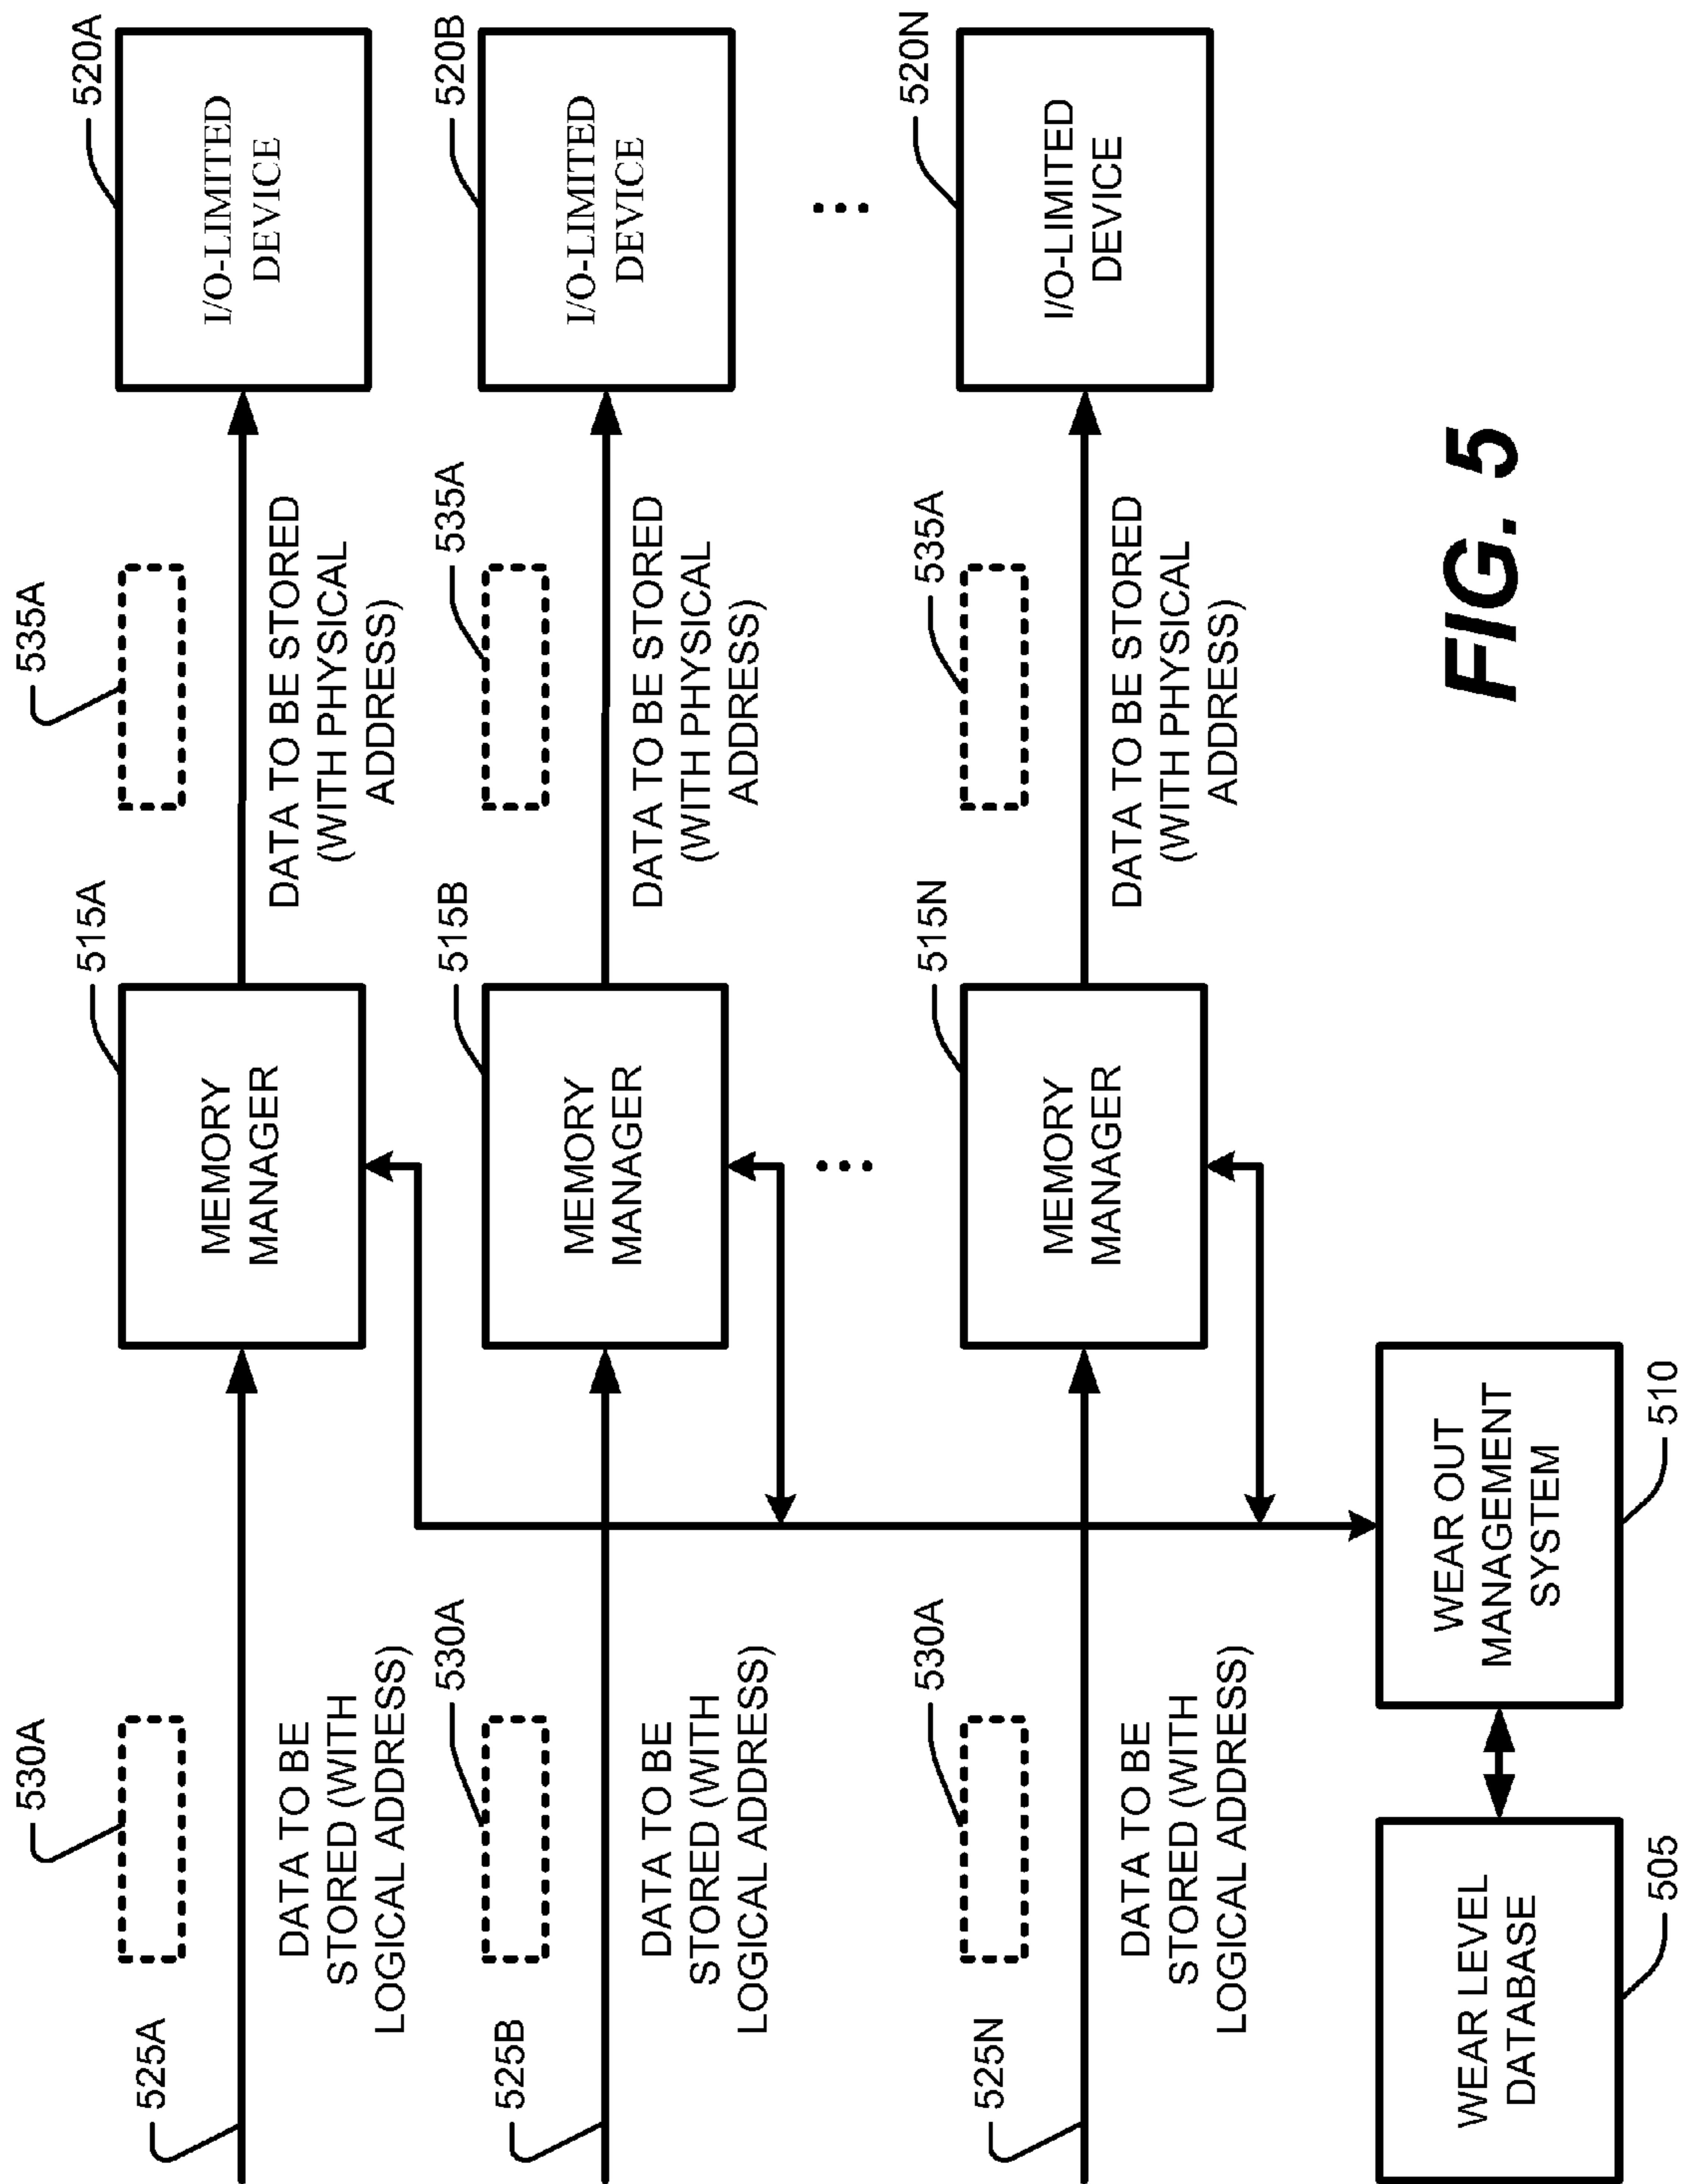 525A
530A
DATA TO BE
STORED (WITH
LOGICAL ADDRESS)
MEMORY
MANAGER
515A
535A
DATA TO BE STORED
(WITH PHYSICAL
ADDRESS)
I/O-LIMITED
DEVICE
520A
525B
530A
DATA TO BE
STORED (WITH
LOGICAL ADDRESS)
MEMORY
MANAGER
515B
535A
DATA TO BE STORED
(WITH PHYSICAL
ADDRESS)
I/O-LIMITED
DEVICE
520B
...
...
525N
530A
DATA TO BE
STORED (WITH
LOGICAL ADDRESS)
MEMORY
MANAGER
515N
535A
DATA TO BE STORED
(WITH PHYSICAL
ADDRESS)
I/O-LIMITED
DEVICE
520N
WEAR LEVEL
DATABASE
505
WEAR OUT
MANAGEMENT
SYSTEM
510
FIG. 5